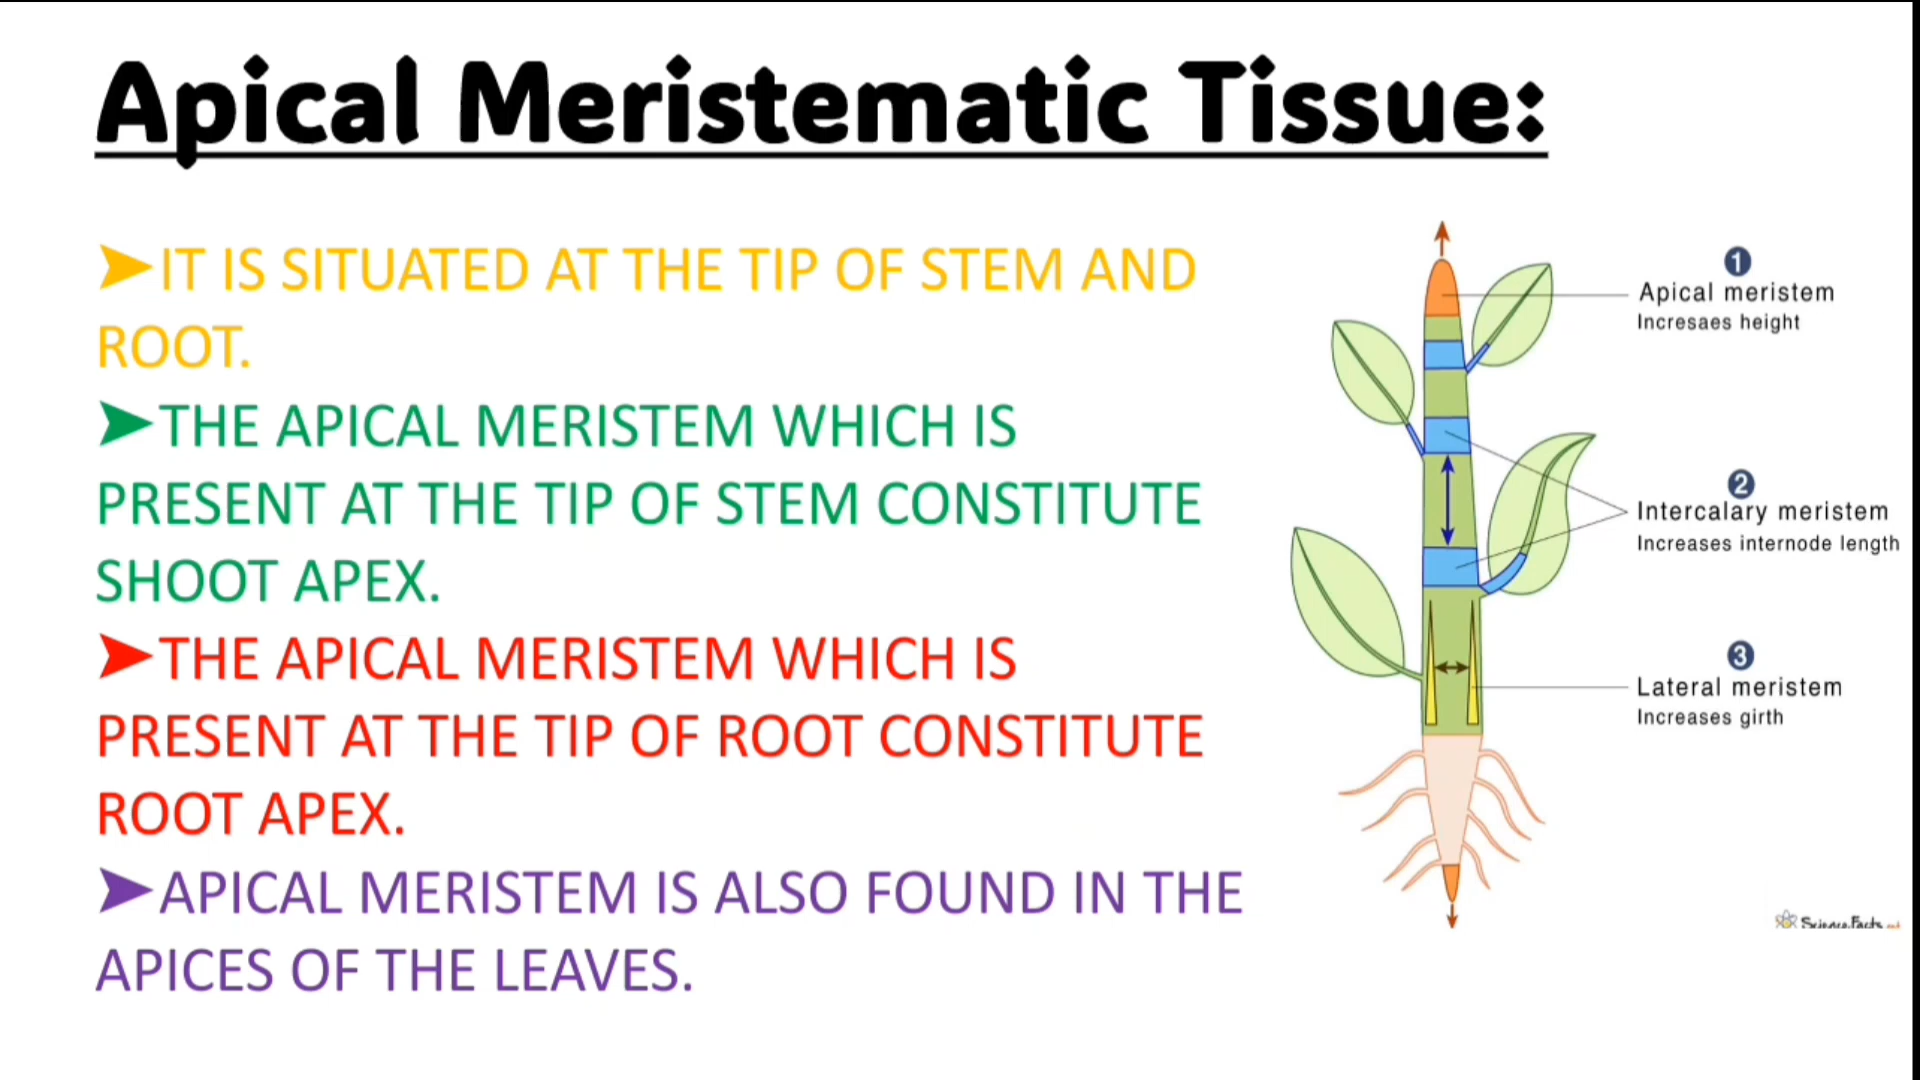 Apical Meristematic Tissue:
➤IT IS SITUATED AT THE TIP OF STEM AND
ROOT.
➤THE APICAL MERISTEM WHICH IS
PRESENT AT THE TIP OF STEM CONSTITUTE
SHOOT APEX.
➤THE APICAL MERISTEM WHICH IS
PRESENT AT THE TIP OF ROOT CONSTITUTE
ROOT APEX.
➤APICAL MERISTEM IS ALSO FOUND IN THE
APICES OF THE LEAVES.
1
Apical meristem
Incresaes height
2
Intercalary meristem
Increases internode length
3
Lateral meristem
Increases girth
Science Facts